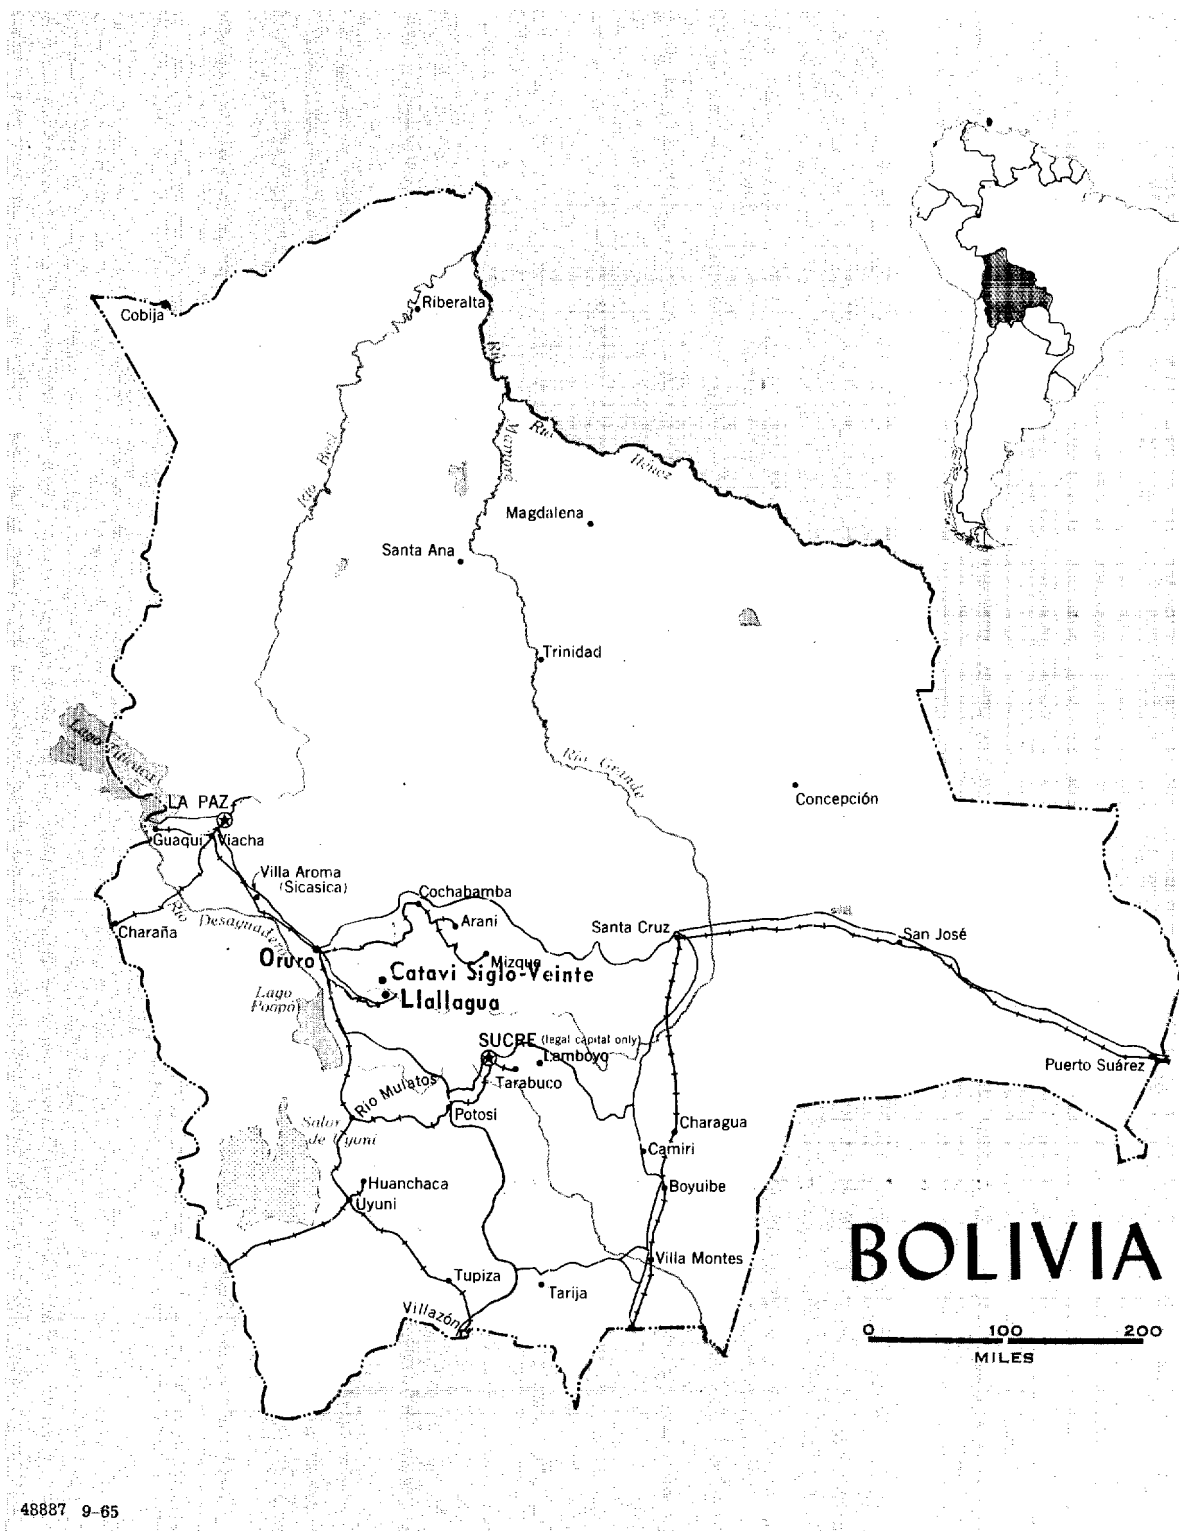 Riberalta
Cobija
Río
Mamoré
Río
Iténez
Río Beni
Magdalena
Santa Ana
Trinidad
Lago Titicaca
Río Grande
LA PAZ
Concepción
Guaqui
Viacha
Villa Aroma
(Sicasica)
Cochabamba
Arani
Río Desaguadero
Charaña
Santa Cruz
San José
Oruro
Mizque
Catavi Siglo-Veinte
Llallagua
Lago
Poopó
SUCRE (legal capital only)
Lamboyo
Tarabuco
Puerto Suárez
Río Mulatos
Potosi
Salar
de Uyuni
Charagua
Camiri
Huanchaca
Boyuibe
Uyuni
BOLIVIA
Villa Montes
Tupiza
Tarija
Villazón
0 100 200
MILES
48887 9-65